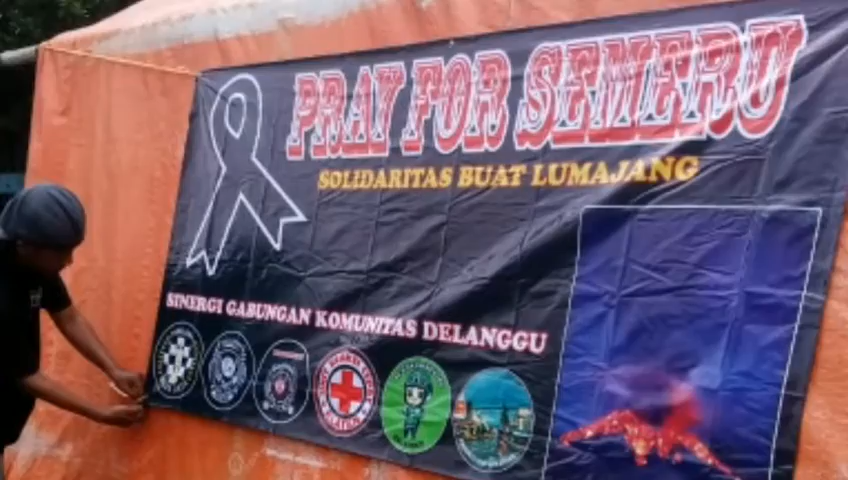 PRAY FOR SEMERU
SOLIDARITAS BUAT LUMAJANG
SINERGI GABUNGAN KOMUNITAS DELANGGU